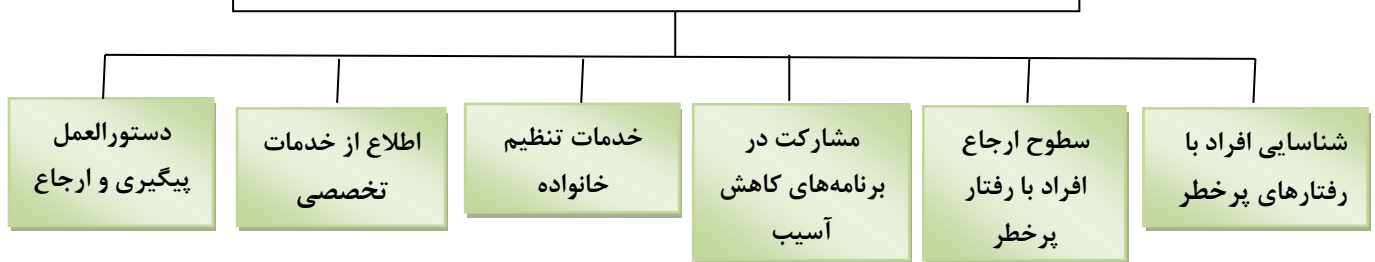 شناسایی افراد با
رفتارهای پرخطر
سطوح ارجاع
افراد با رفتار
پرخطر
مشارکت در
برنامه‌های کاهش
آسیب
خدمات تنظیم
خانواده
اطلاع از خدمات
تخصصی
دستورالعمل
پیگیری و ارجاع